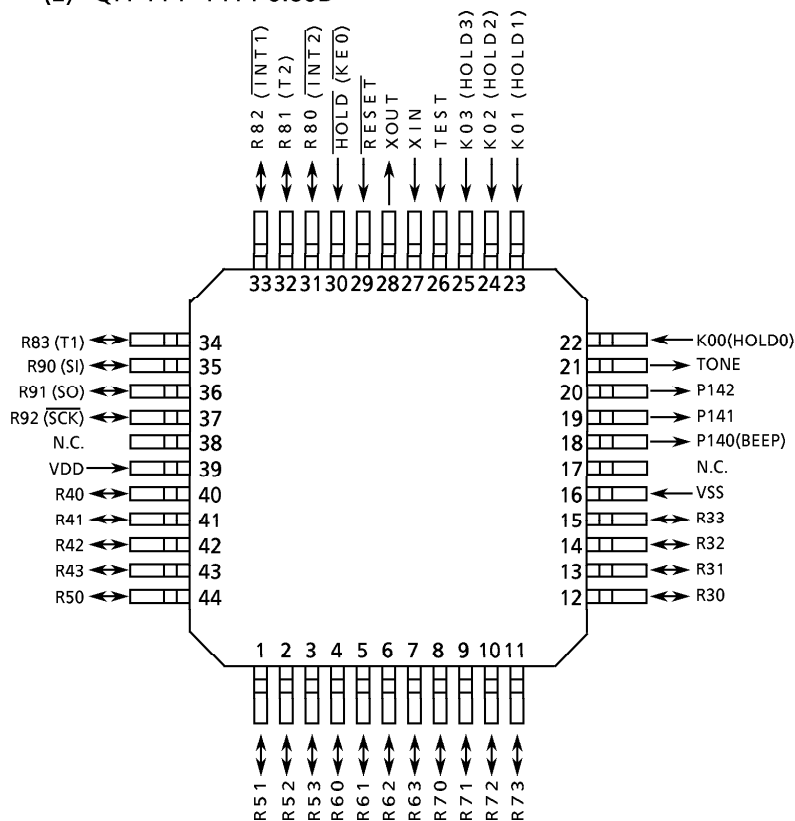 R82 (INT1)
R81 (T2)
R80 (INT2)
HOLD (KE0)
RESET
XOUT
XIN
TEST
K03 (HOLD3)
K02 (HOLD2)
K01 (HOLD1)
33 32 31 30 29 28 27 26 25 24 23
R83 (T1) 34
R90 (SI) 35
R91 (SO) 36
R92 (SCK) 37
N.C. 38
VDD 39
R40 40
R41 41
R42 42
R43 43
R50 44
22 K00(HOLD0)
21 TONE
20 P142
19 P141
18 P140(BEEP)
17 N.C.
16 VSS
15 R33
14 R32
13 R31
12 R30
1 2 3 4 5 6 7 8 9 10 11
R51
R52
R53
R60
R61
R62
R63
R70
R71
R72
R73